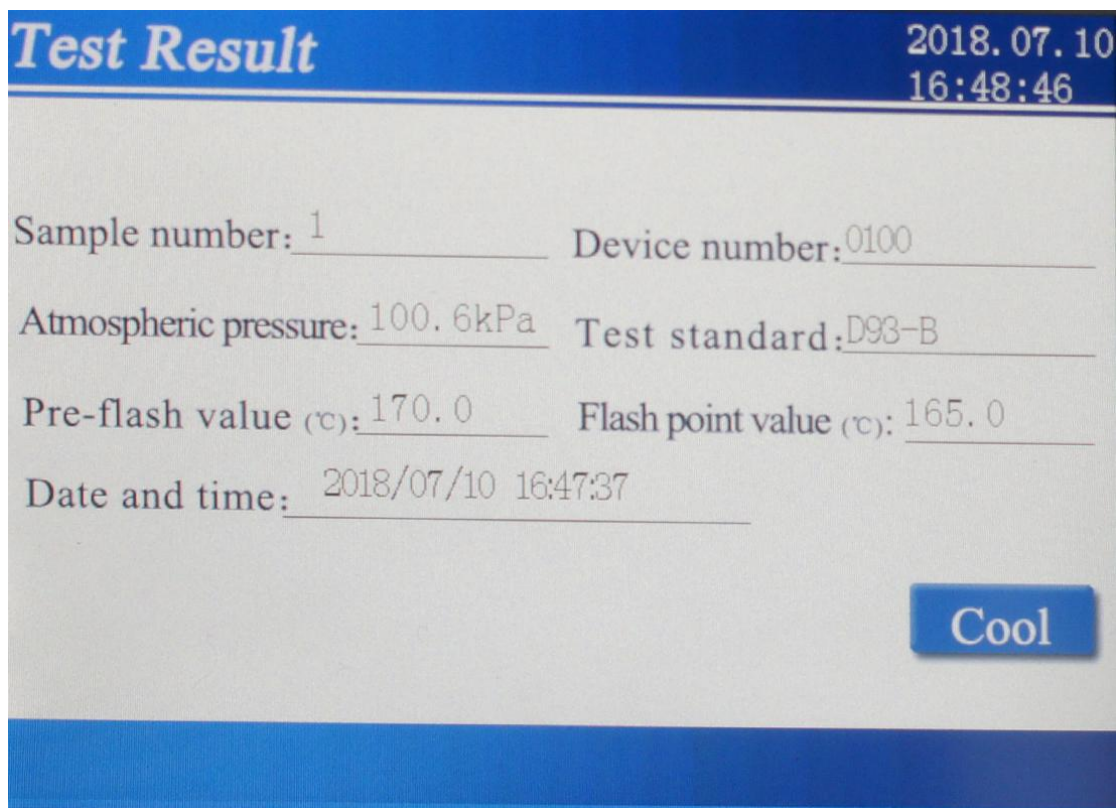 Test Result
2018.07.10
16:48:46
Sample number: 1
Device number: 0100
Atmospheric pressure: 100.6kPa
Test standard: D93-B
Pre-flash value (℃): 170.0
Flash point value (℃): 165.0
Date and time: 2018/07/10 16:47:37
Cool